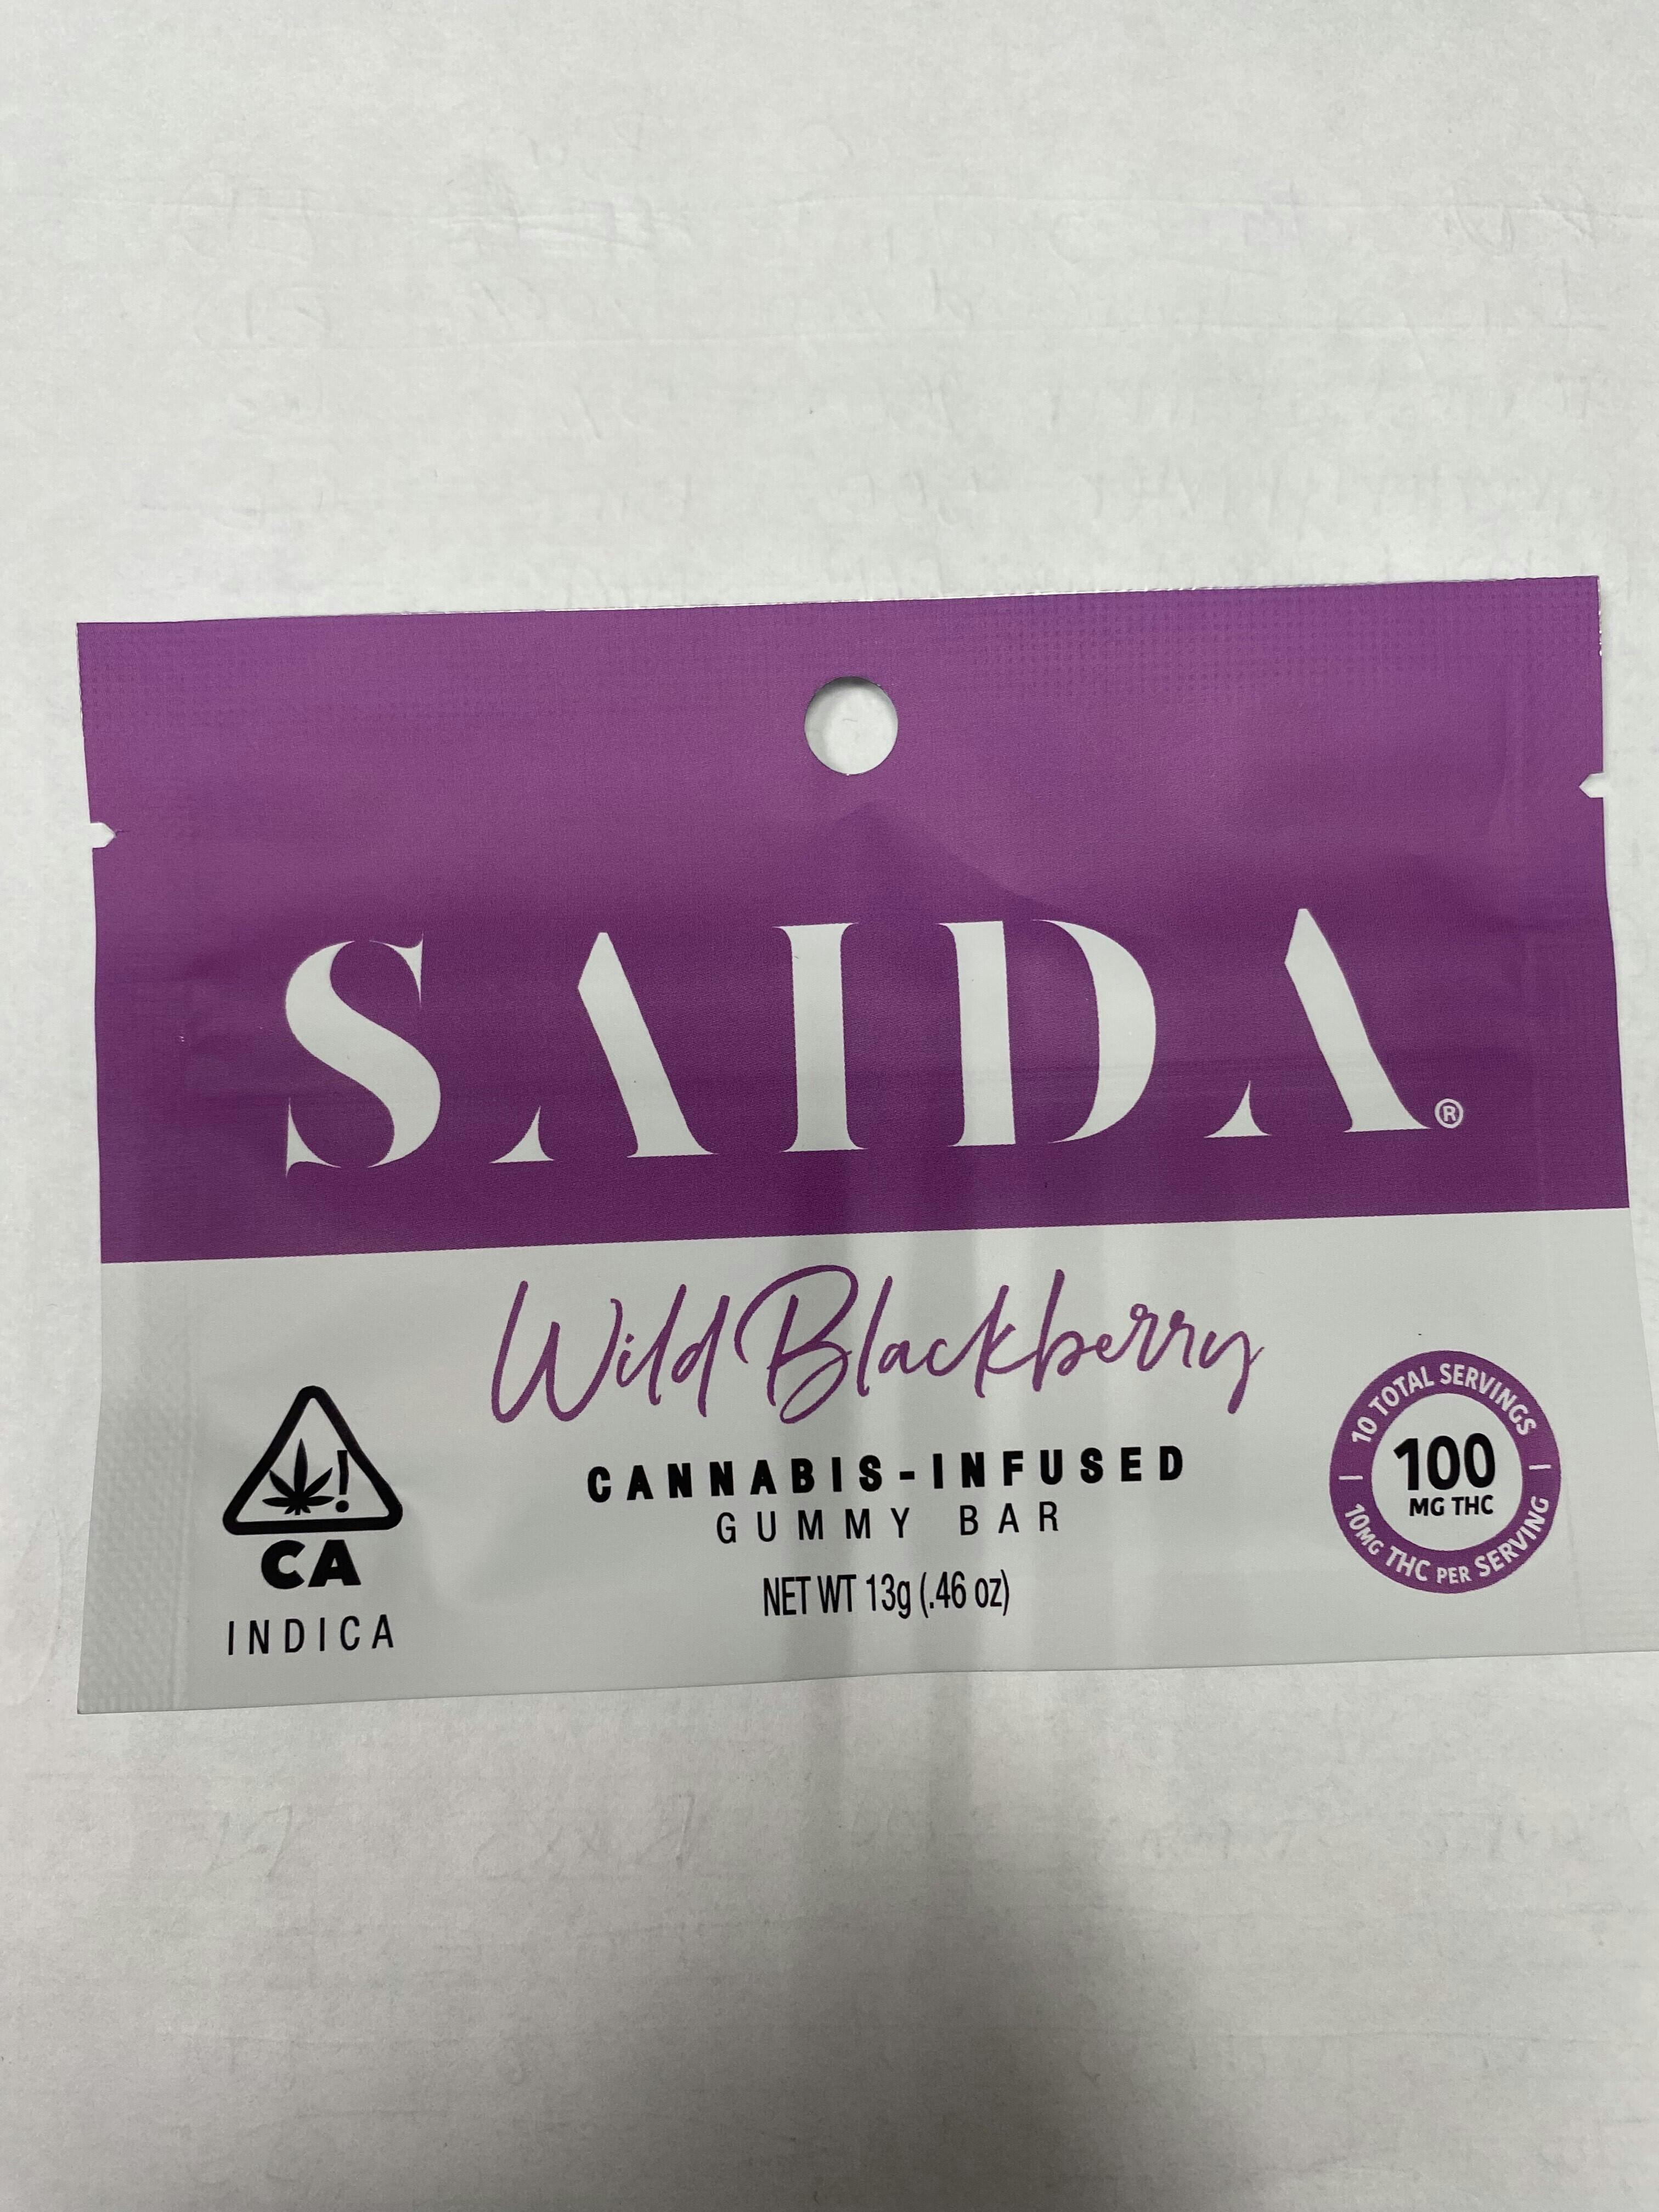 SAIDA®
Wild Blackberry
CANNABIS-INFUSED
GUMMY BAR
NET WT 13g (.46 oz)
!
CA
INDICA
10 TOTAL SERVINGS
100
MG THC
10MG THC PER SERVING